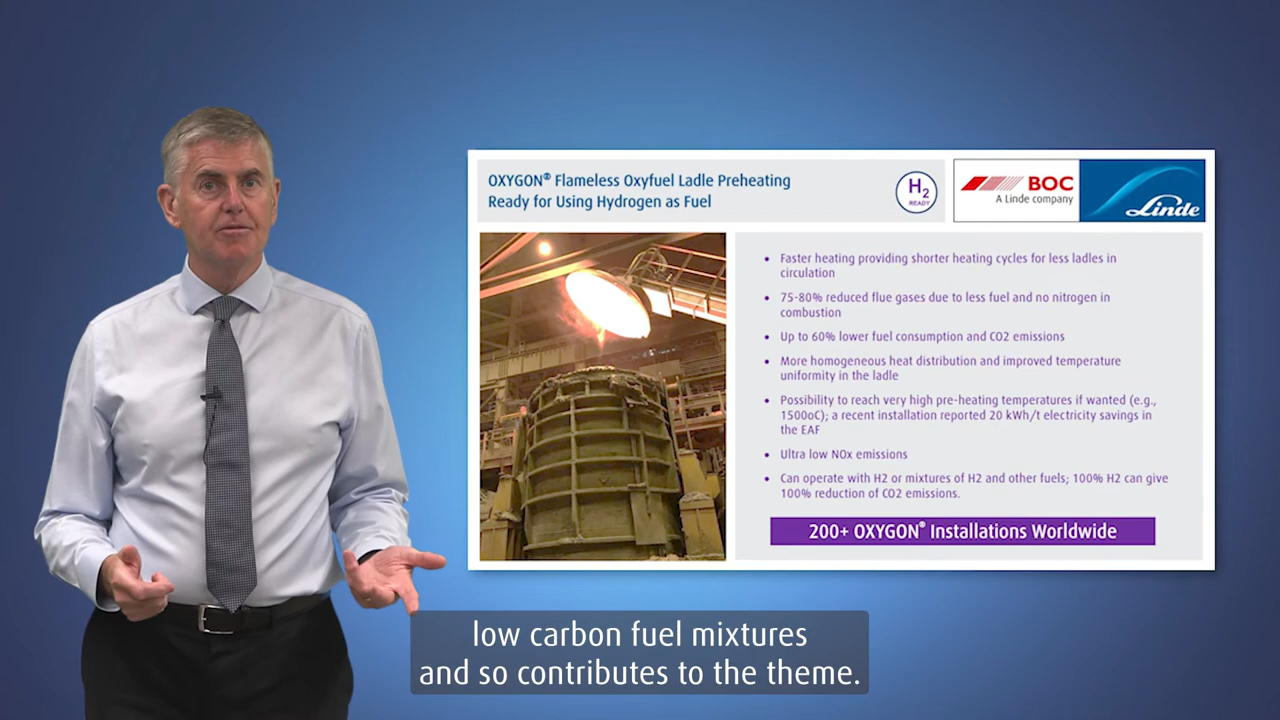 OXYGON® Flameless Oxyfuel Ladle Preheating
Ready for Using Hydrogen as Fuel
H2
READY
BOC
A Linde company
Linde
• Faster heating providing shorter heating cycles for less ladles in
circulation
• 75-80% reduced flue gases due to less fuel and no nitrogen in
combustion
• Up to 60% lower fuel consumption and CO2 emissions
• More homogeneous heat distribution and improved temperature
uniformity in the ladle
• Possibility to reach very high pre-heating temperatures if wanted (e.g.,
1500oC); a recent installation reported 20 kWh/t electricity savings in
the EAF
• Ultra low NOx emissions
• Can operate with H2 or mixtures of H2 and other fuels; 100% H2 can give
100% reduction of CO2 emissions.
200+ OXYGON® Installations Worldwide
low carbon fuel mixtures
and so contributes to the theme.